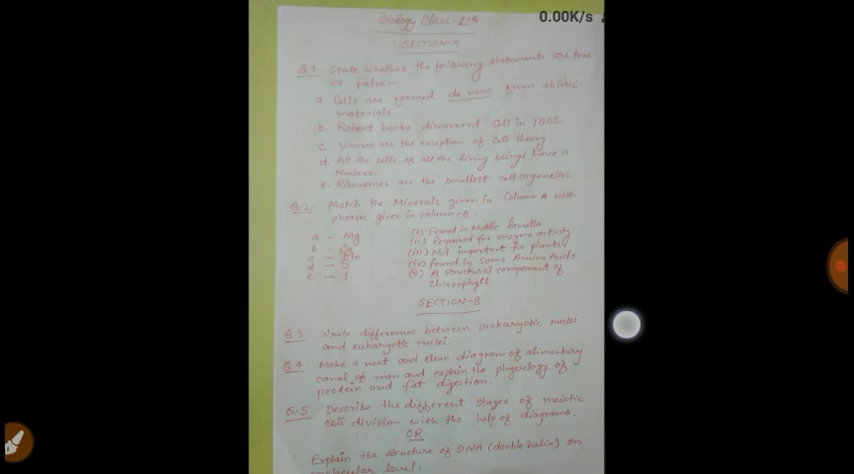 0.00K/s
Biology Class-11th
SECTION-A
Q.1. State whether the following statements are true
or false-
a. Cells are formed de novo from abiotic
materials.
b. Robert hooke discovered Cell in 1865.
c. Viruses are the exception of cell theory
d. All the cells of all the living beings have a
Nucleus.
e. Ribosomes are the smallest cell organelles.
Q.2. Match the Minerals given in Column A with
phrases given in column-B.
a - Mg (i) Found in Middle lamella
b - Ca (ii) Required for enzyme activity
c - Mn (iii) Not important for plants
d - S (iv) found in some Amino Acids
e - I (v) A structural component of
Chlorophyll
SECTION-B
Q.3 Write differences between prokaryotic nuclei
and eukaryotic nuclei.
Q.4. Make a neat and clean diagram of alimentary
canal of man and explain the physiology of
protein and fat digestion.
Q.5. Describe the different stages of meiotic
cell division with the help of diagrams.
OR
Explain the structure of DNA (double helix) on
molecular level.